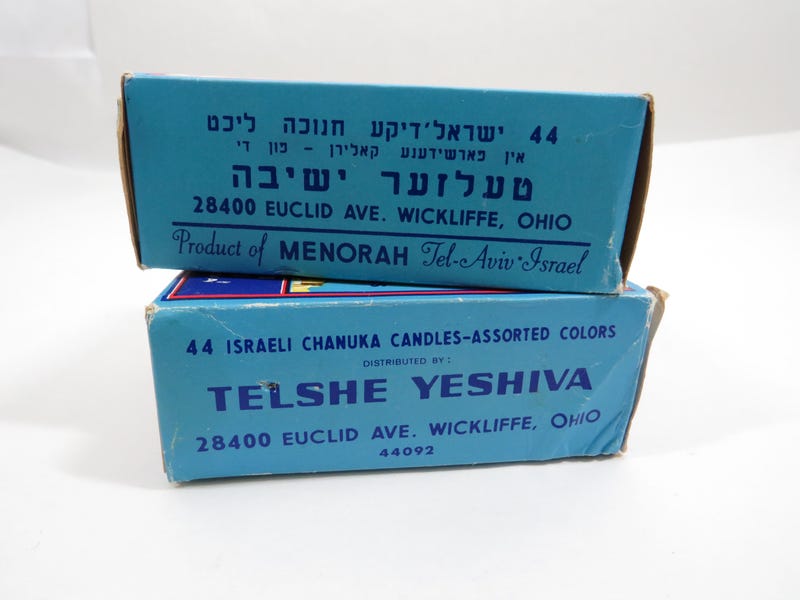 44 ישראל'דיקע חנוכה ליכט
אין פארשידענע קאלירן - פון די
טעלזער ישיבה
28400 EUCLID AVE. WICKLIFFE, OHIO
Product of MENORAH Tel-Aviv·Israel
44 ISRAELI CHANUKA CANDLES-ASSORTED COLORS
DISTRIBUTED BY:
TELSHE YESHIVA
28400 EUCLID AVE. WICKLIFFE, OHIO
44092